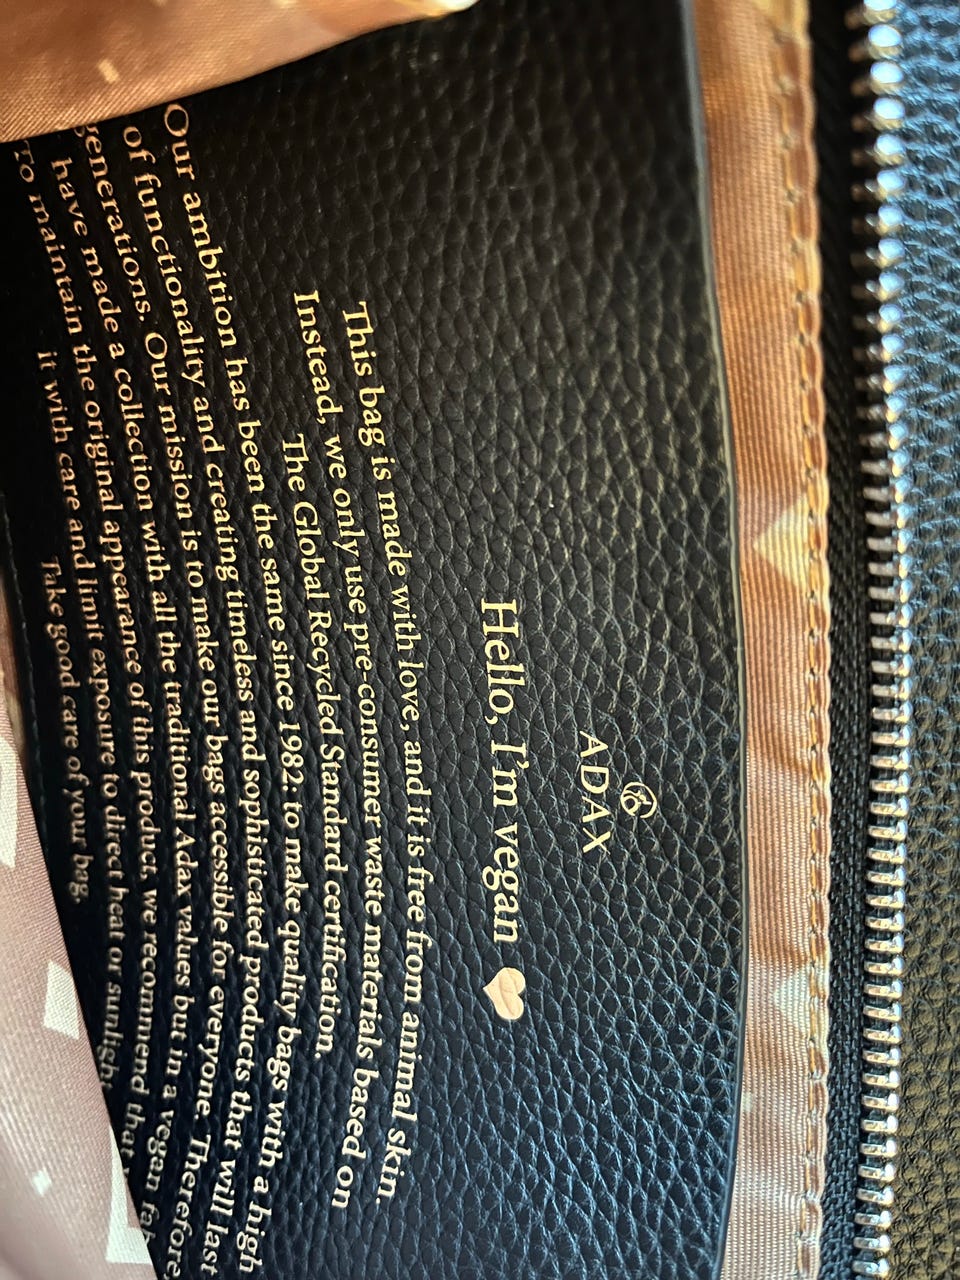 ADAX
Hello, I'm vegan
This bag is made with love, and it is free from animal skin.
Instead, we only use pre-consumer waste materials based on
The Global Recycled Standard certification.
Our ambition has been the same since 1982: to make quality bags with a high
of functionality and creating timeless and sophisticated products that will last
generations. Our mission is to make our bags accessible for everyone. Therefore,
have made a collection with all the traditional Adax values but in a vegan
To maintain the original appearance of this product, we recommend that
it with care and limit exposure to direct heat or sunlight
Take good care of your bag.